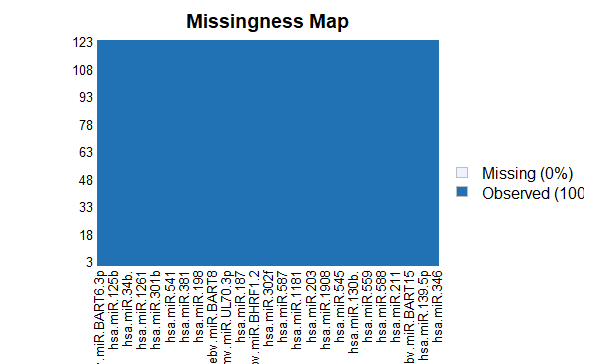 Missingness Map
123
108
93
78
63
48
33
18
3
Missing (0%)
Observed (100
. miR.BART6.3p
hsa.miR.125b
hsa.miR.34b.
hsa.miR.1261
hsa.miR.301b
hsa.miR.541
hsa.miR.381
hsa.miR.198
ebv.miR.BART8
mv.miR.UL70.3p
hsa.miR.187
bv.miR.BHRF1.2
hsa.miR.302f
hsa.miR.587
hsa.miR.1181
hsa.miR.203
hsa.miR.1908
hsa.miR.545
hsa.miR.130b.
hsa.miR.559
hsa.miR.588
hsa.miR.211
bv.miR.BART15
hsa.miR.139.5p
hsa.miR.346